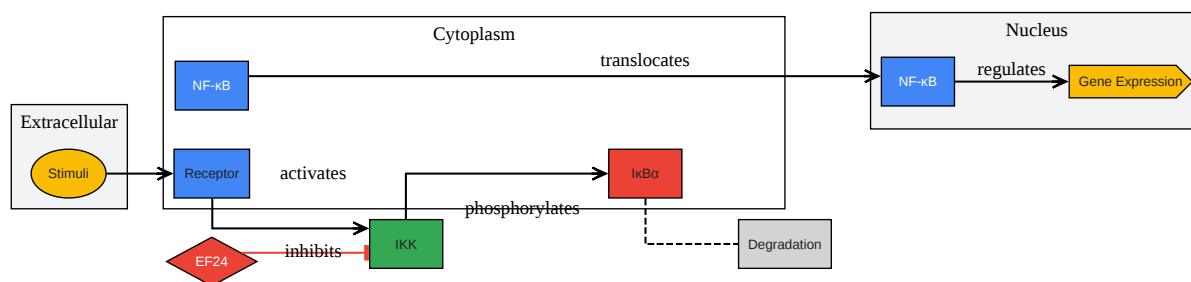 Cytoplasm
Nucleus
translocates
NF-κB
NF-κB
regulates
Gene Expression
Extracellular
Stimuli
Receptor
activates
IκBα
phosphorylates
EF24
inhibits
IKK
Degradation